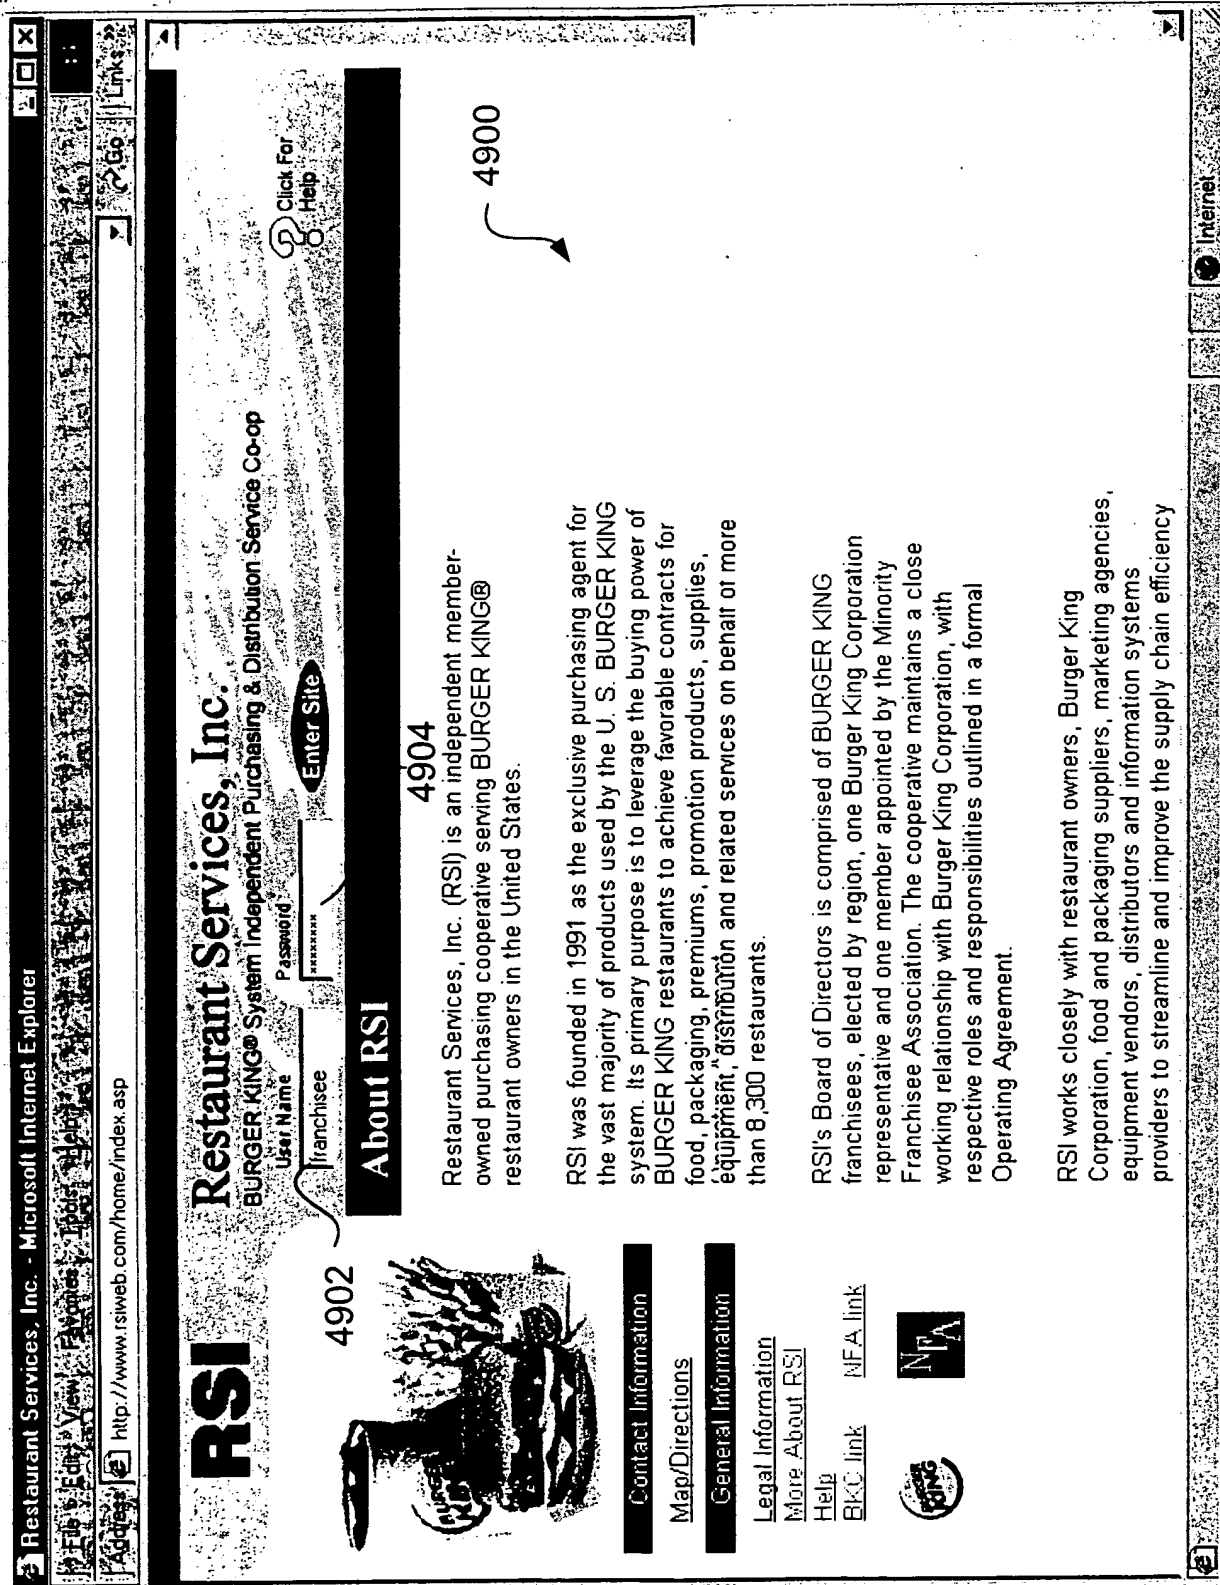 Restaurant Services, Inc. - Microsoft Internet Explorer
File Edit View Favorites Tools Help
Address http://www.rsiweb.com/home/index.asp Go Links »
RSI
Restaurant Services, Inc.
BURGER KING® System Independent Purchasing & Distribution Service Co-op
User Name Password
franchisee ******** Enter Site
Click For
Help
4902
4904
4900
About RSI
Restaurant Services, Inc. (RSI) is an independent member-
owned purchasing cooperative serving BURGER KING®
restaurant owners in the United States.
RSI was founded in 1991 as the exclusive purchasing agent for
the vast majority of products used by the U. S. BURGER KING
system. Its primary purpose is to leverage the buying power of
BURGER KING restaurants to achieve favorable contracts for
food, packaging, premiums, promotion products, supplies,
equipment, distribution and related services on behalf of more
than 8,300 restaurants.
RSI's Board of Directors is comprised of BURGER KING
franchisees, elected by region, one Burger King Corporation
representative and one member appointed by the Minority
Franchisee Association. The cooperative maintains a close
working relationship with Burger King Corporation, with
respective roles and responsibilities outlined in a formal
Operating Agreement.
RSI works closely with restaurant owners, Burger King
Corporation, food and packaging suppliers, marketing agencies,
equipment vendors, distributors and information systems
providers to streamline and improve the supply chain efficiency
BURGER
KING
Contact Information
Map/Directions
General Information
Legal Information
More About RSI
Help
BKC link NFA link
BURGER
KING
NFA
Internet